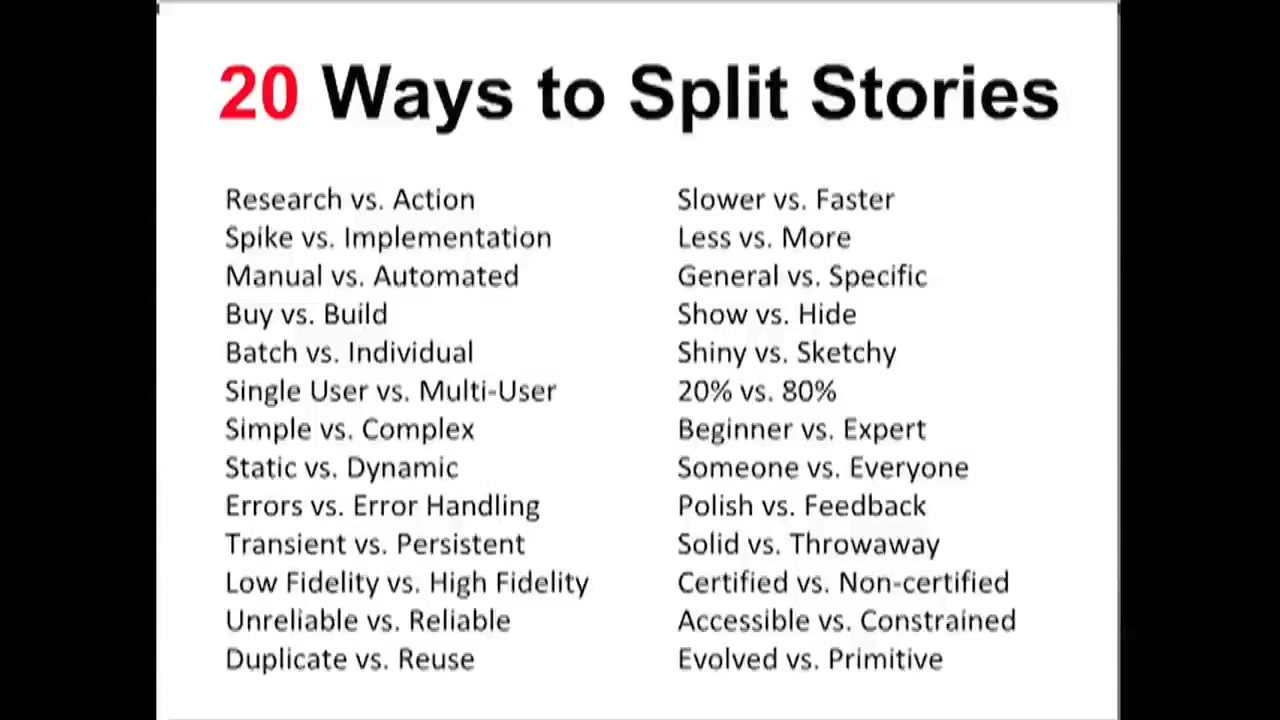 20 Ways to Split Stories
Research vs. Action
Spike vs. Implementation
Manual vs. Automated
Buy vs. Build
Batch vs. Individual
Single User vs. Multi-User
Simple vs. Complex
Static vs. Dynamic
Errors vs. Error Handling
Transient vs. Persistent
Low Fidelity vs. High Fidelity
Unreliable vs. Reliable
Duplicate vs. Reuse
Slower vs. Faster
Less vs. More
General vs. Specific
Show vs. Hide
Shiny vs. Sketchy
20% vs. 80%
Beginner vs. Expert
Someone vs. Everyone
Polish vs. Feedback
Solid vs. Throwaway
Certified vs. Non-certified
Accessible vs. Constrained
Evolved vs. Primitive